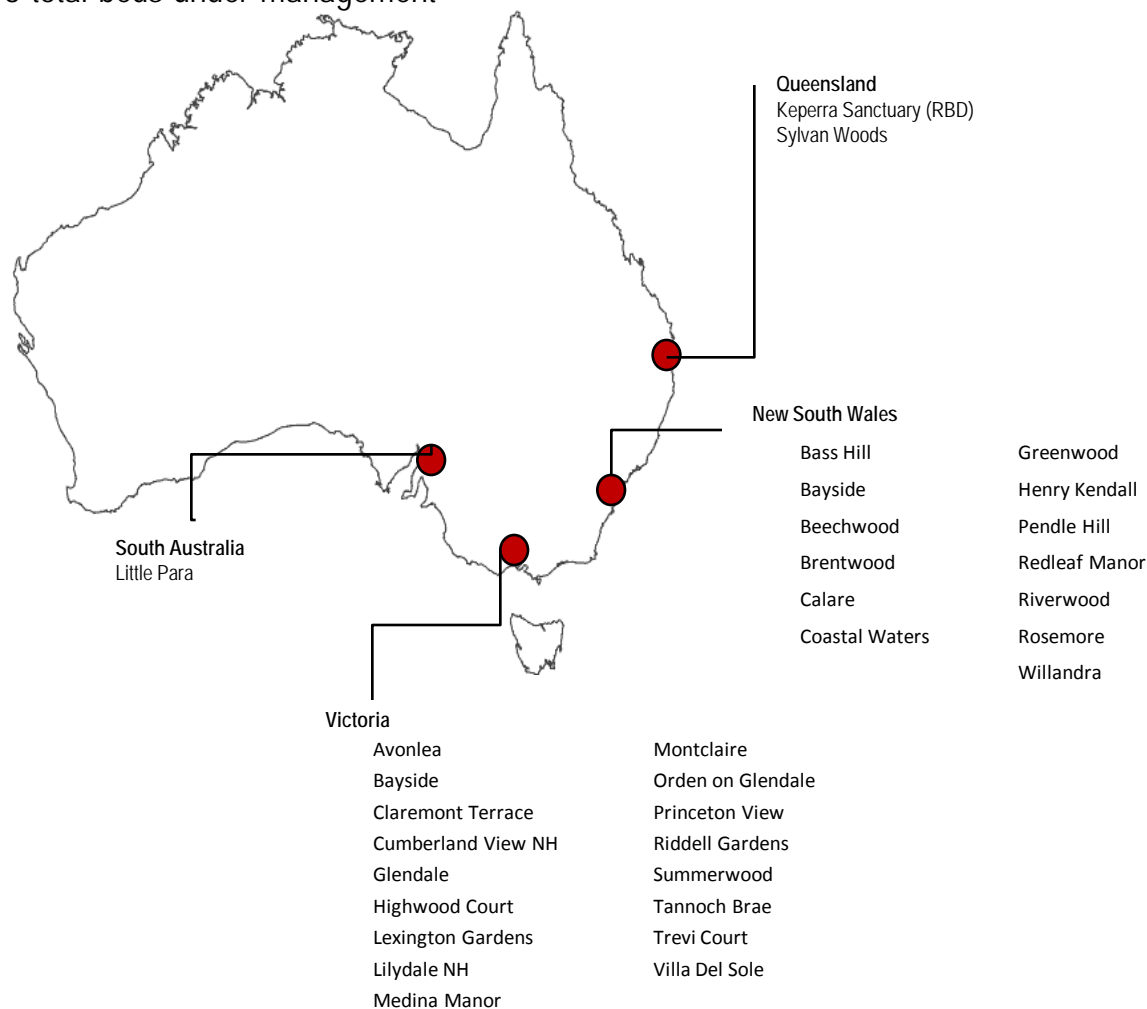 total beds under management
Queensland
Keperra Sanctuary (RBD)
Sylvan Woods
New South Wales
Bass Hill
Bayside
Beechwood
Brentwood
Calare
Coastal Waters
Greenwood
Henry Kendall
Pendle Hill
Redleaf Manor
Riverwood
Rosemore
Willandra
South Australia
Little Para
Victoria
Avonlea
Bayside
Claremont Terrace
Cumberland View NH
Glendale
Highwood Court
Lexington Gardens
Lilydale NH
Medina Manor
Montclaire
Orden on Glendale
Princeton View
Riddell Gardens
Summerwood
Tannoch Brae
Trevi Court
Villa Del Sole